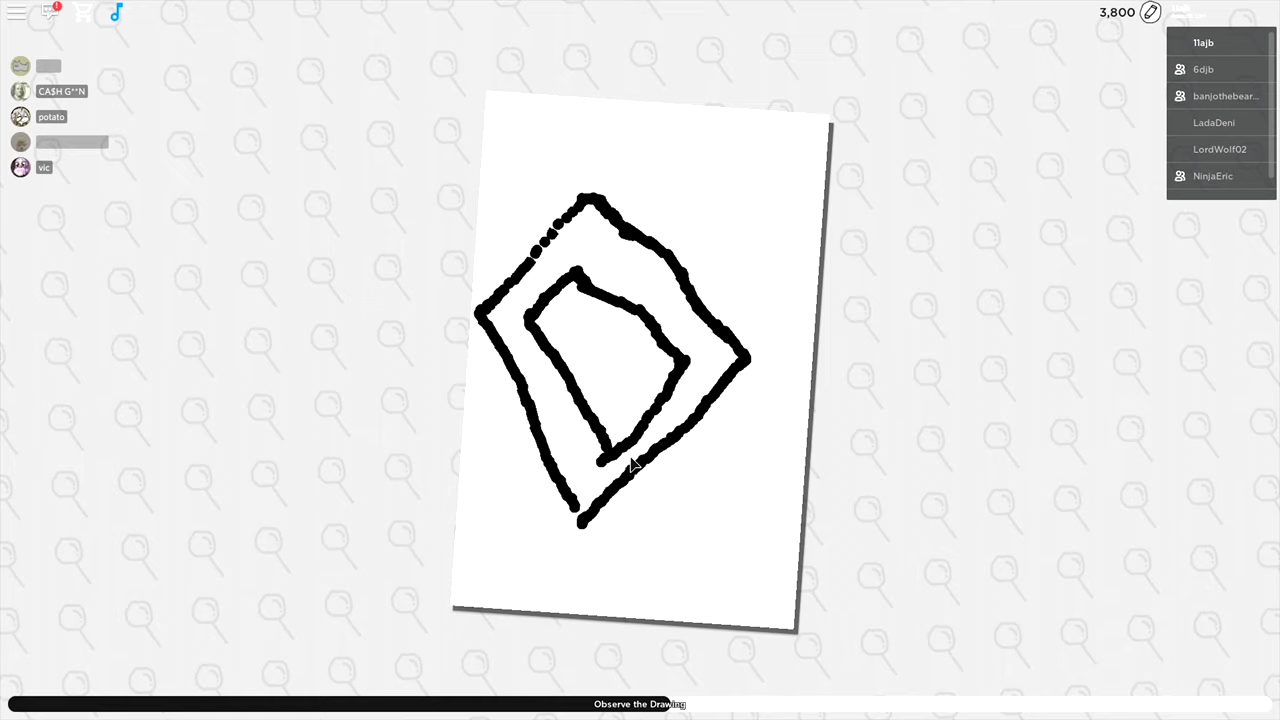 3,800
11ajb
6djb
banjothebear...
LadaDeni
LordWolf02
NinjaEric
CA$H G**N
potato
vic
Observe the Drawing